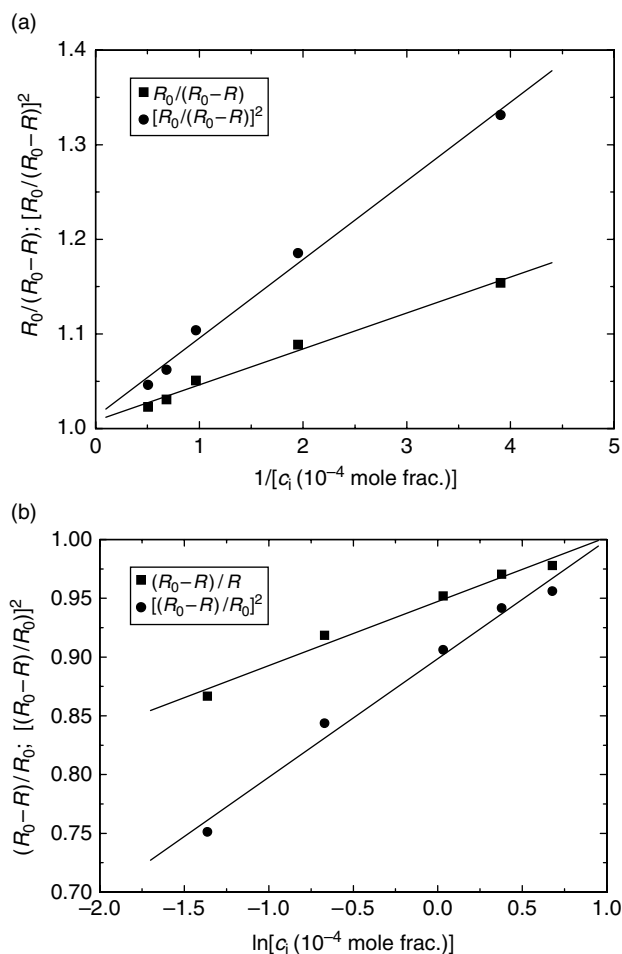 (a)
1.4
1.3
1.2
1.1
1.0
R₀/(R₀−R); [R₀/(R₀−R)]²
R₀/(R₀−R)
[R₀/(R₀−R)]²
0 1 2 3 4 5
1/[cᵢ (10⁻⁴ mole frac.)]
(b)
1.00
0.95
0.90
0.85
0.80
0.75
0.70
(R₀−R)/R₀; [(R₀−R)/R₀)]²
(R₀−R)/R
[(R₀−R)/R₀]²
−2.0 −1.5 −1.0 −0.5 0.0 0.5 1.0
ln[cᵢ (10⁻⁴ mole frac.)]